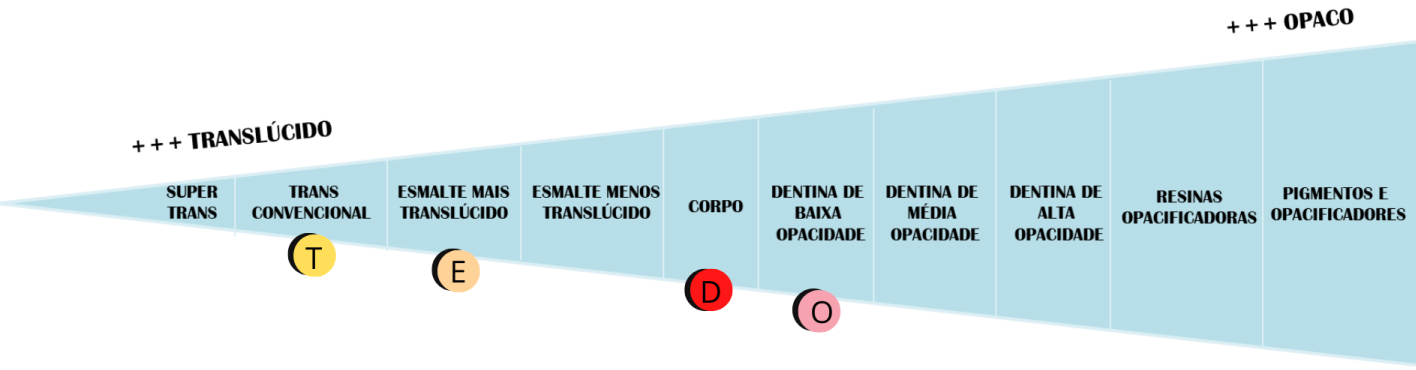 + + + OPACO
+ + + TRANSLÚCIDO
SUPER
TRANS
TRANS
CONVENCIONAL
ESMALTE MAIS
TRANSLÚCIDO
ESMALTE MENOS
TRANSLÚCIDO
CORPO
DENTINA DE
BAIXA
OPACIDADE
DENTINA DE
MÉDIA
OPACIDADE
DENTINA DE
ALTA
OPACIDADE
RESINAS
OPACIFICADORAS
PIGMENTOS E
OPACIFICADORES
T
E
D
O